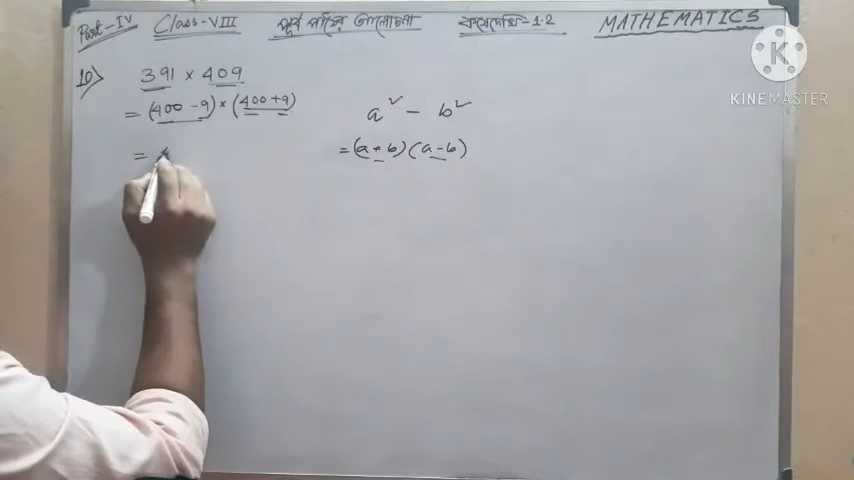 Part-IV Class-VIII পূর্ব পাঠের আলোচনা কষে দেখি-1.2 MATHEMATICS
10) 391 × 409
= (400 - 9) × (400 + 9)
=
a² - b²
= (a + b) (a - b)
K
KINEMASTER